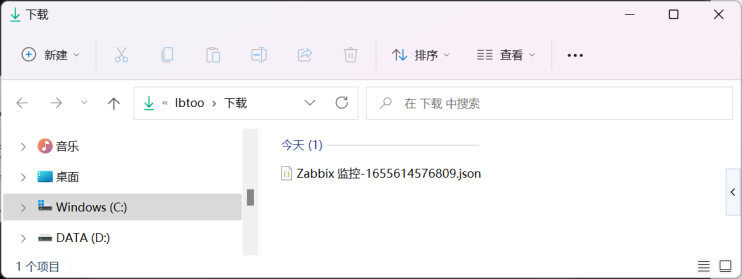 下载
新建 排序 查看
« lbtoo › 下载 在 下载 中搜索
音乐
桌面
Windows (C:)
DATA (D:)
今天 (1)
Zabbix 监控-1655614576809.json
1 个项目